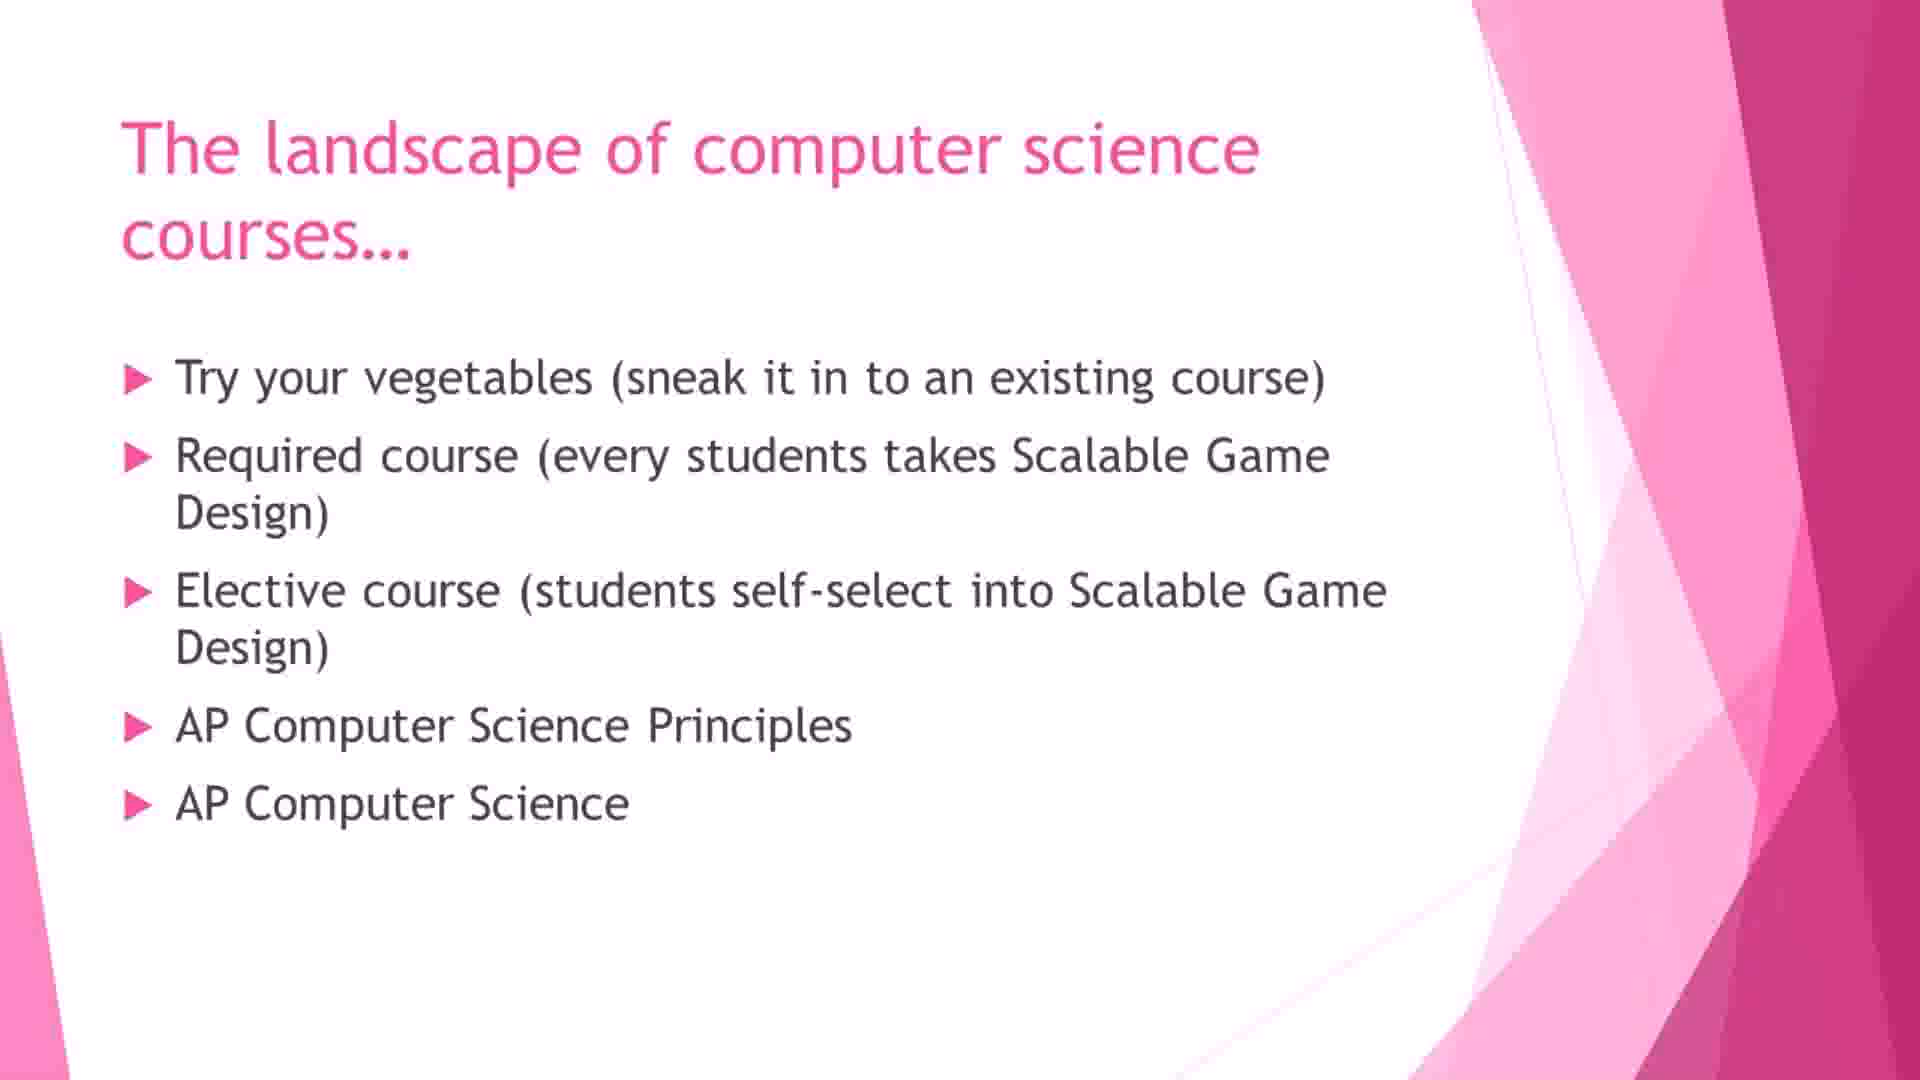 The landscape of computer science
courses…
Try your vegetables (sneak it in to an existing course)
Required course (every students takes Scalable Game
Design)
Elective course (students self-select into Scalable Game
Design)
AP Computer Science Principles
AP Computer Science